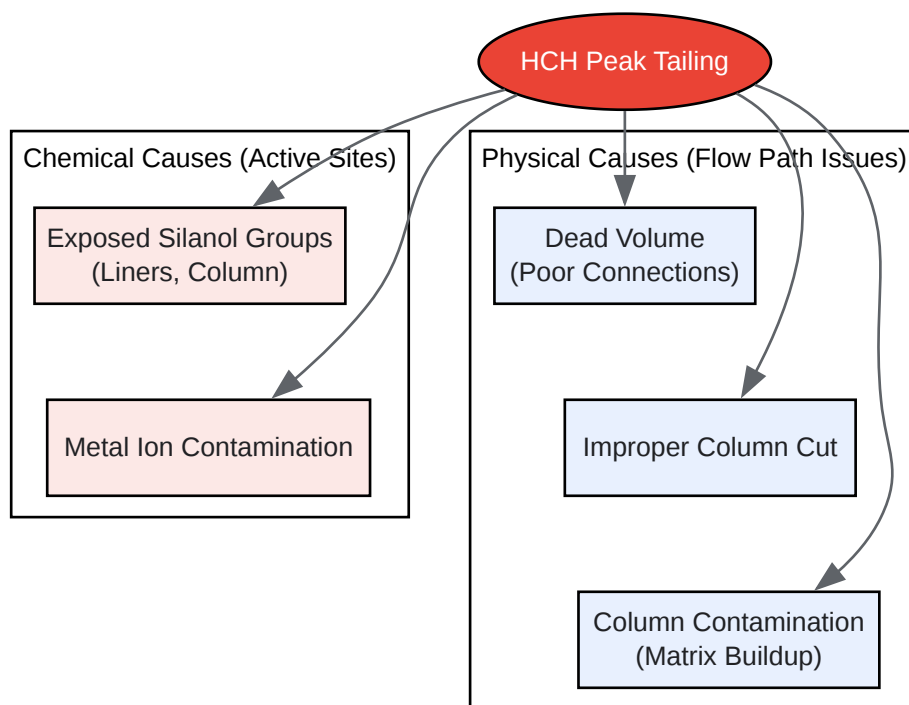 HCH Peak Tailing
Chemical Causes (Active Sites)
Exposed Silanol Groups
(Liners, Column)
Metal Ion Contamination
Physical Causes (Flow Path Issues)
Dead Volume
(Poor Connections)
Improper Column Cut
Column Contamination
(Matrix Buildup)